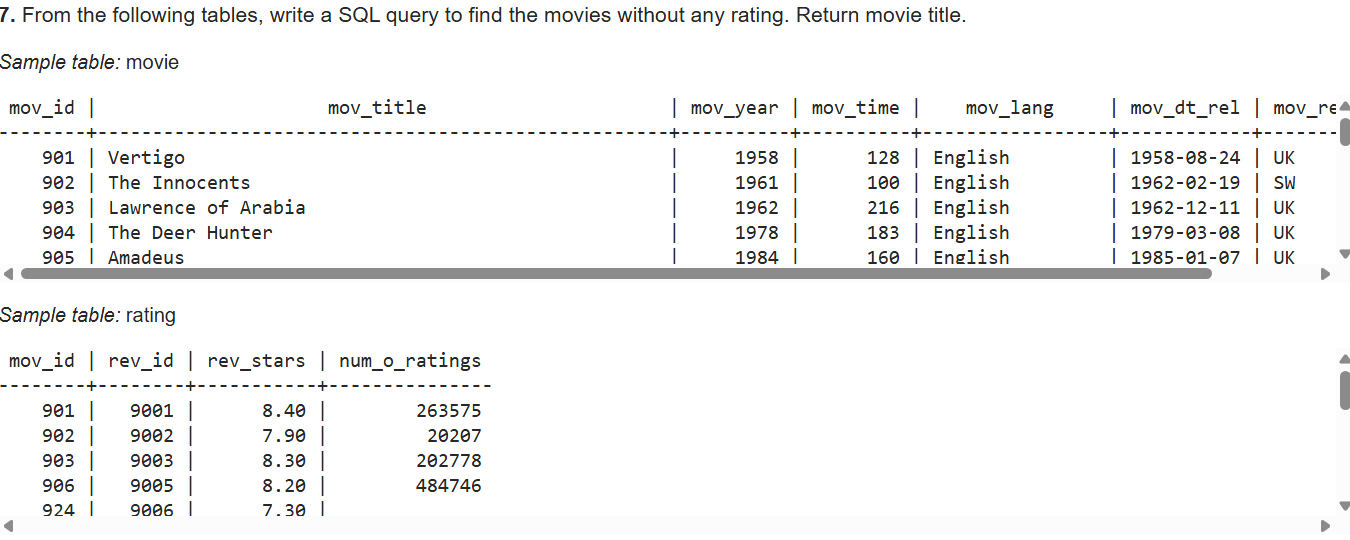 7. From the following tables, write a SQL query to find the movies without any rating. Return movie title.
Sample table: movie
mov_id | mov_title | mov_year | mov_time | mov_lang | mov_dt_rel | mov_re
--------+----------------------------------------------------+----------+----------+-----------------+------------+-------
901 | Vertigo | 1958 | 128 | English | 1958-08-24 | UK
902 | The Innocents | 1961 | 100 | English | 1962-02-19 | SW
903 | Lawrence of Arabia | 1962 | 216 | English | 1962-12-11 | UK
904 | The Deer Hunter | 1978 | 183 | English | 1979-03-08 | UK
905 | Amadeus | 1984 | 160 | English | 1985-01-07 | UK
Sample table: rating
mov_id | rev_id | rev_stars | num_o_ratings
--------+--------+-----------+---------------
901 | 9001 | 8.40 | 263575
902 | 9002 | 7.90 | 20207
903 | 9003 | 8.30 | 202778
906 | 9005 | 8.20 | 484746
924 | 9006 | 7.30 |